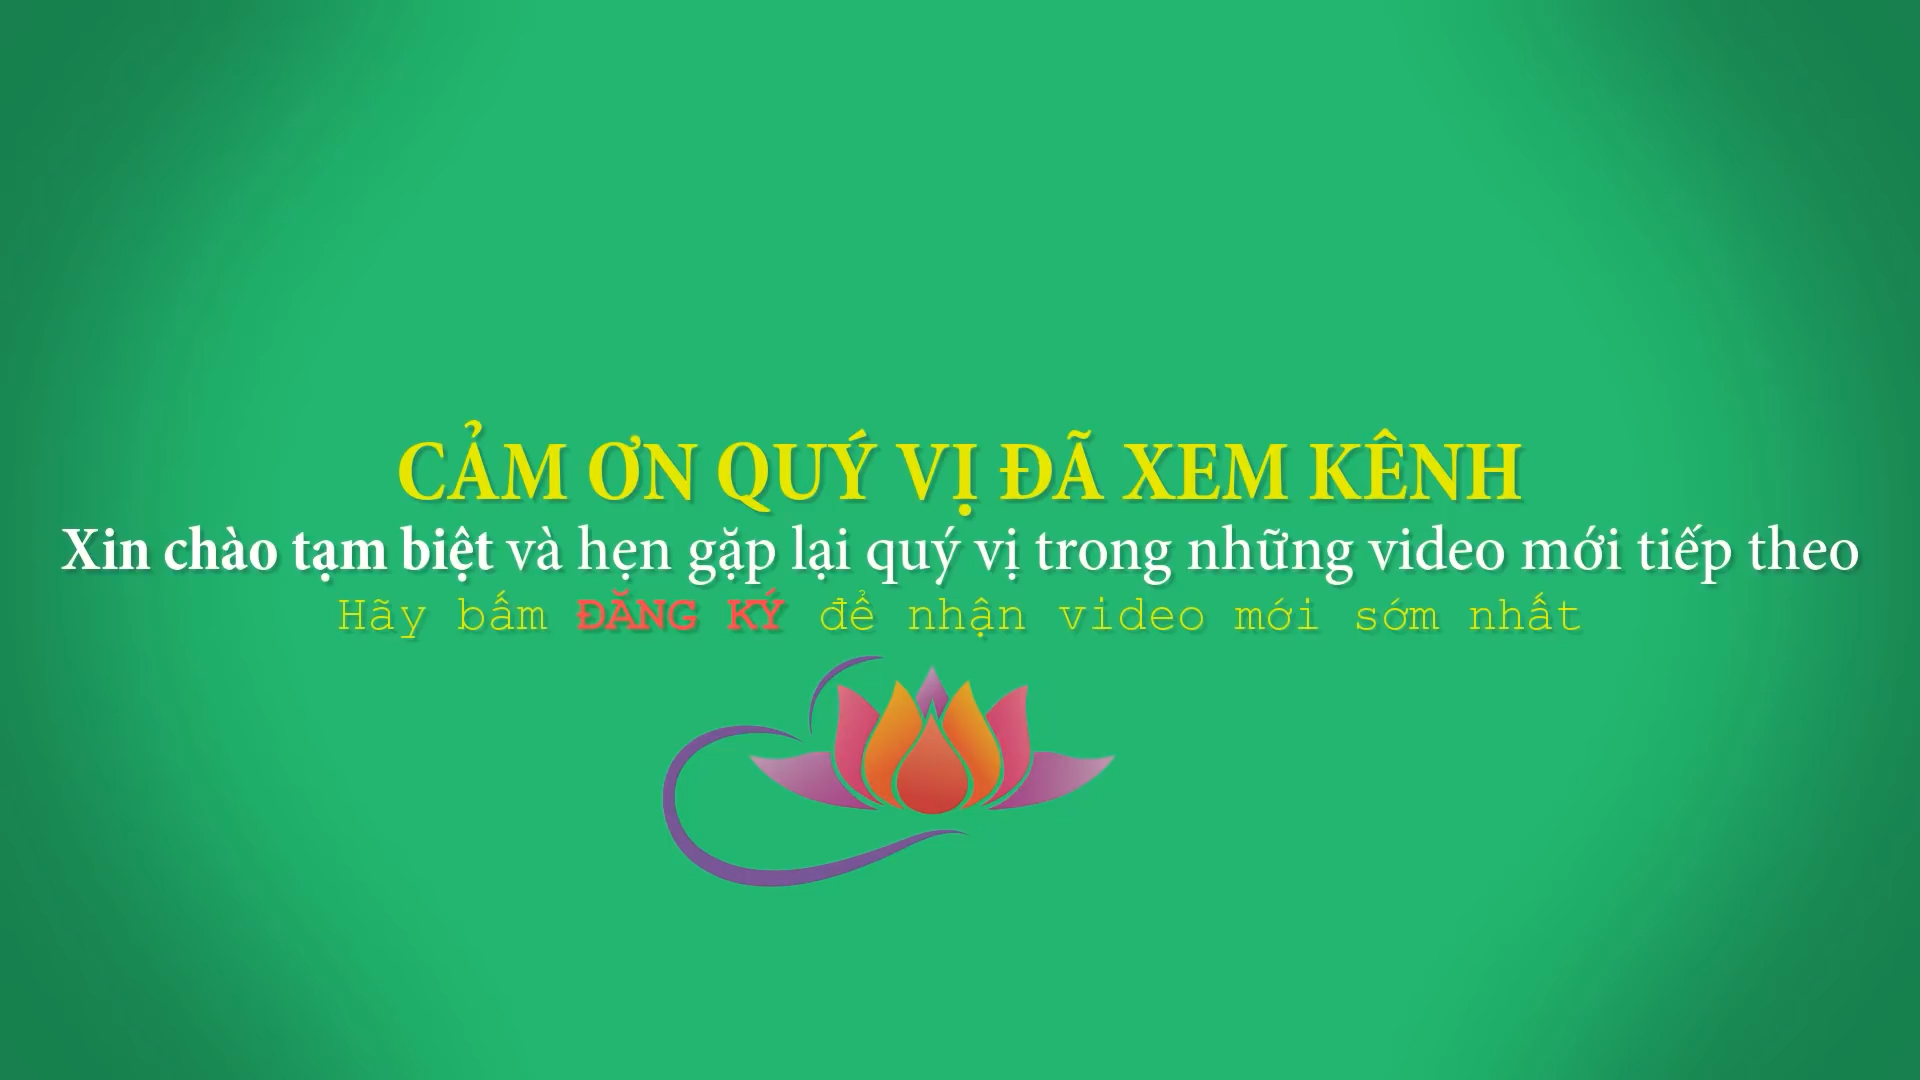 CẢM ƠN QUÝ VỊ ĐÃ XEM KÊNH
Xin chào tạm biệt và hẹn gặp lại quý vị trong những video mới tiếp theo
Hãy bấm ĐĂNG KÝ để nhận video mới sớm nhất